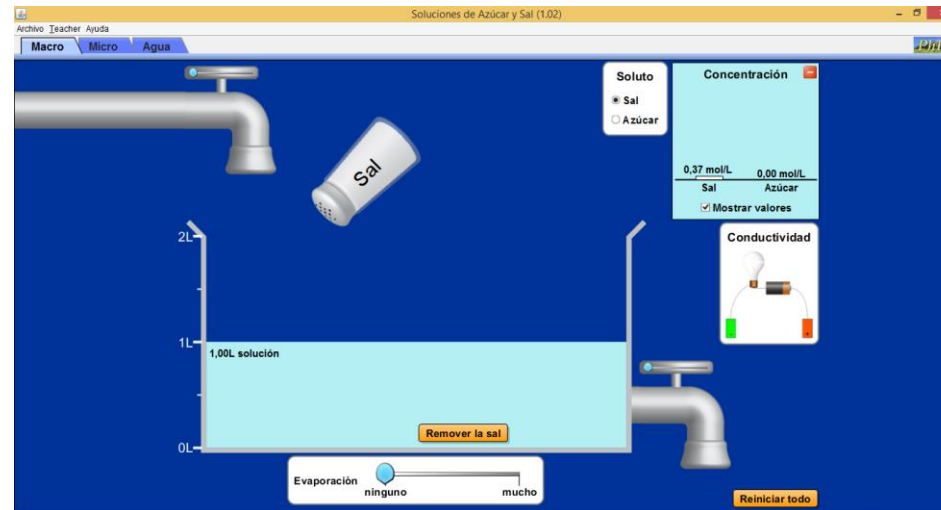 Soluciones de Azúcar y Sal (1.02)
Archivo Teacher Ayuda
Macro Micro Agua
Soluto
Sal
Azúcar
Concentración
0,37 mol/L 0,00 mol/L
Sal Azúcar
Mostrar valores
Sal
Conductividad
2L
1L
1,00L solución
0L
Remover la sal
Evaporación
ninguno mucho
Reiniciar todo